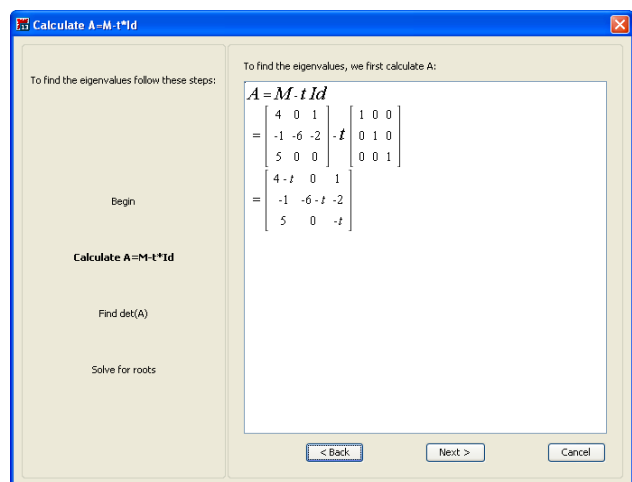 Calculate A=M-t*Id
To find the eigenvalues follow these steps:
Begin
Calculate A=M-t*Id
Find det(A)
Solve for roots
To find the eigenvalues, we first calculate A:
A = M - t Id
= [ 4 0 1 ] - t [ 1 0 0 ]
-1 -6 -2 0 1 0
5 0 0 0 0 1
= [ 4 - t 0 1 ]
-1 -6 - t -2
5 0 -t
< Back Next > Cancel